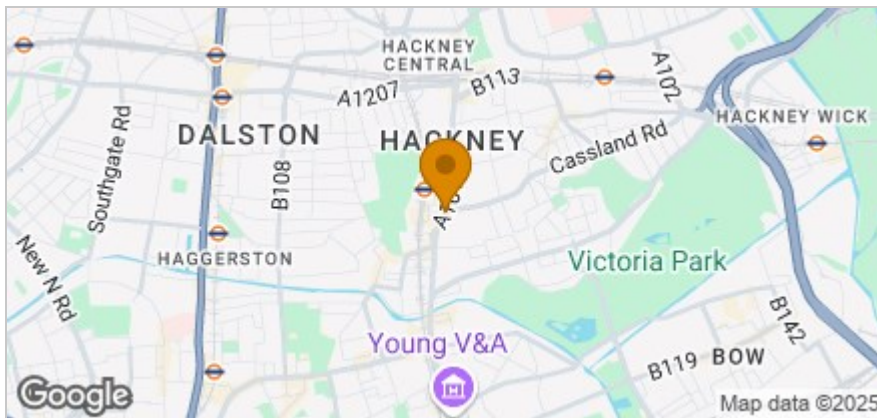 HACKNEY
CENTRAL
B113
A102
A1207
Southgate Rd
DALSTON
HACKNEY
Cassland Rd
HACKNEY WICK
B108
HAGGERSTON
New N Rd
Victoria Park
B142
Young V&A
B119
BOW
Google
Map data ©2025